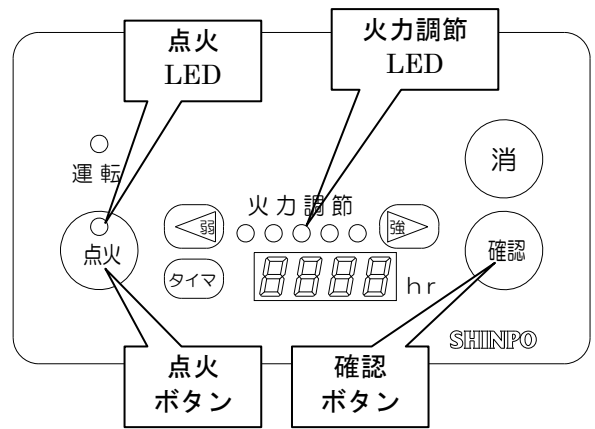 点火
LED
火力調節
LED
運転
消
火力調節
弱
強
点火
確認
タイマ
8888
hr
SHINPO
点火
ボタン
確認
ボタン